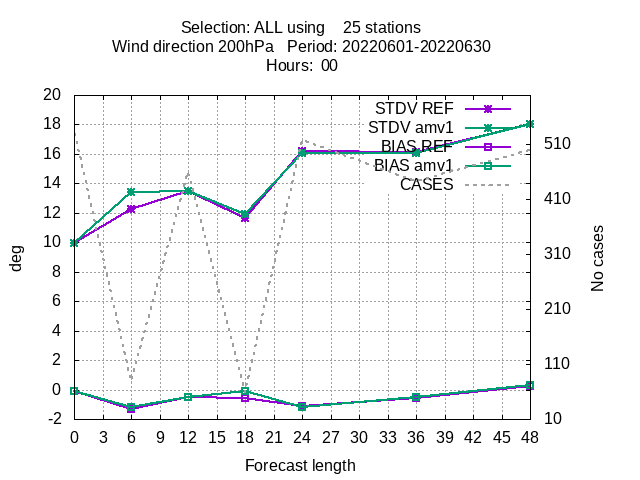 Selection: ALL using    25 stations
Wind direction 200hPa   Period: 20220601-20220630
Hours:  00
STDV REF
STDV amv1
BIAS REF
BIAS amv1
CASES
20
18
16
14
12
10
8
6
4
2
0
-2
deg
510
410
310
210
110
10
No cases
0 3 6 9 12 15 18 21 24 27 30 33 36 39 42 45 48
Forecast length